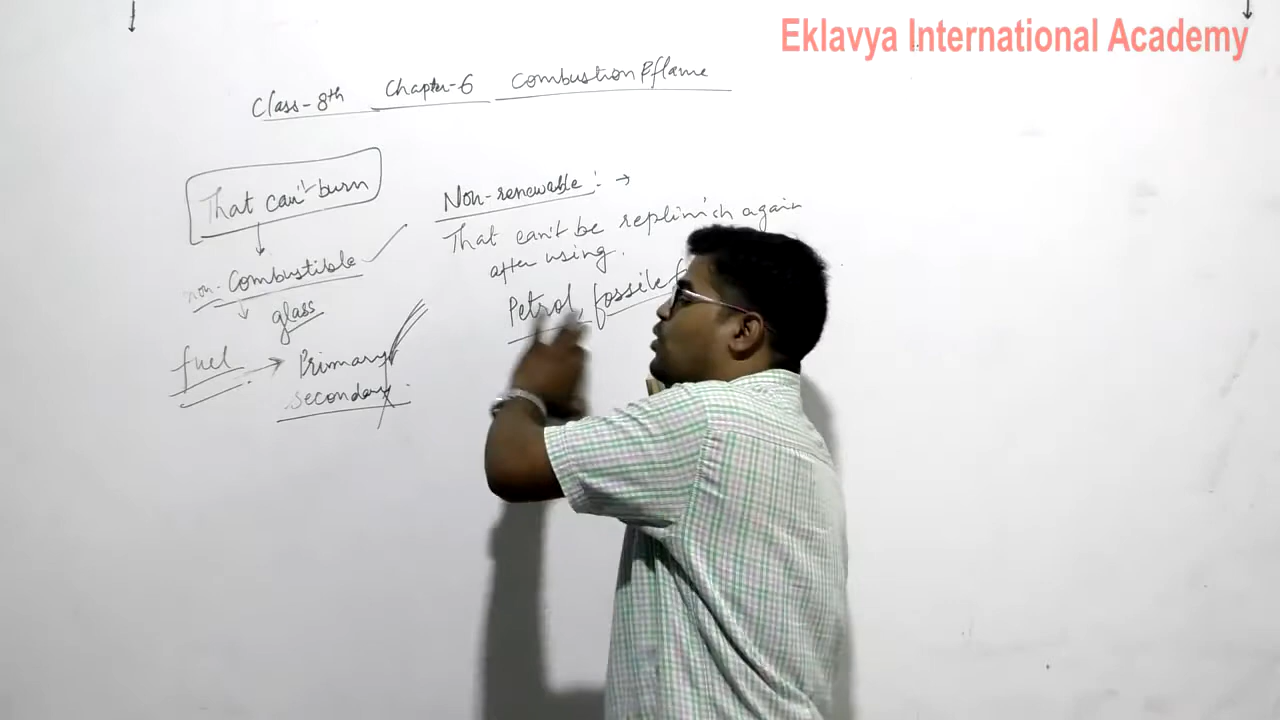 Eklavya International Academy
Class-8th Chapter-6 Combustion & flame
That can't burn
non-Combustible
glass
fuel → Primary
secondary
Non-renewable :- →
That can't be replinich again
after using.
Petrol, fossile f